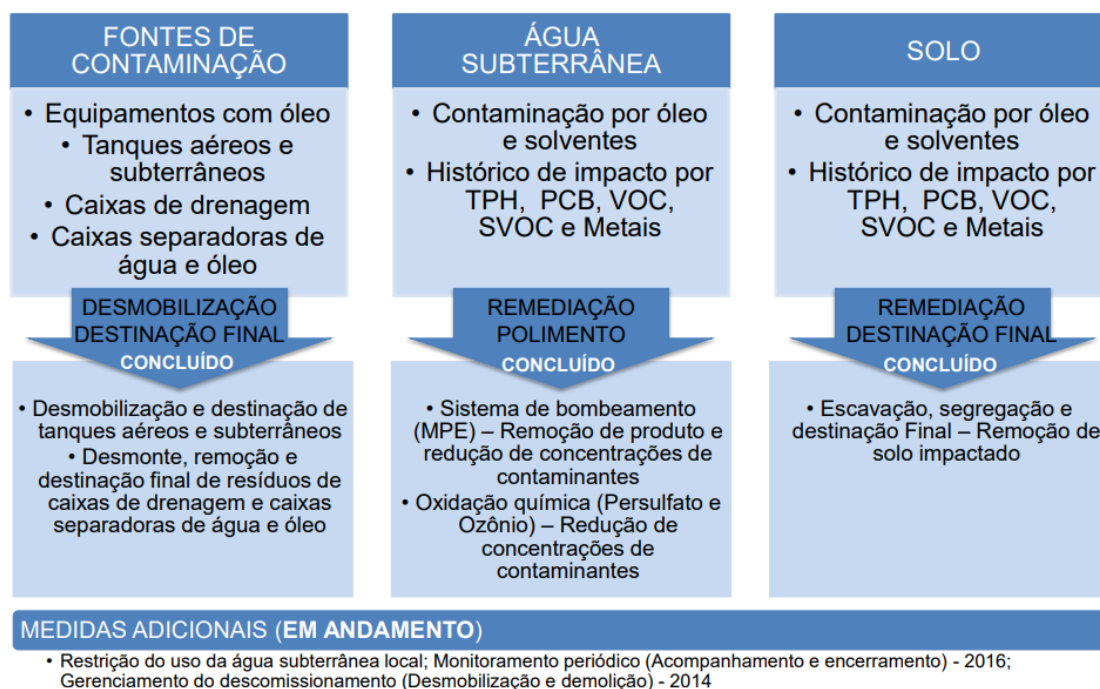 FONTES DE
CONTAMINAÇÃO
• Equipamentos com óleo
• Tanques aéreos e
subterrâneos
• Caixas de drenagem
• Caixas separadoras de
água e óleo
DESMOBILIZAÇÃO
DESTINAÇÃO FINAL
CONCLUÍDO
• Desmobilização e destinação de
tanques aéreos e subterrâneos
• Desmonte, remoção e
destinação final de resíduos de
caixas de drenagem e caixas
separadoras de água e óleo
ÁGUA
SUBTERRÂNEA
• Contaminação por óleo
e solventes
• Histórico de impacto por
TPH, PCB, VOC,
SVOC e Metais
REMEDIAÇÃO
POLIMENTO
CONCLUÍDO
• Sistema de bombeamento
(MPE) – Remoção de produto e
redução de concentrações de
contaminantes
• Oxidação química (Persulfato e
Ozônio) – Redução de
concentrações de
contaminantes
SOLO
• Contaminação por óleo
e solventes
• Histórico de impacto por
TPH, PCB, VOC,
SVOC e Metais
REMEDIAÇÃO
DESTINAÇÃO FINAL
CONCLUÍDO
• Escavação, segregação e
destinação Final – Remoção de
solo impactado
MEDIDAS ADICIONAIS (EM ANDAMENTO)
• Restrição do uso da água subterrânea local; Monitoramento periódico (Acompanhamento e encerramento) - 2016;
Gerenciamento do descomissionamento (Desmobilização e demolição) - 2014